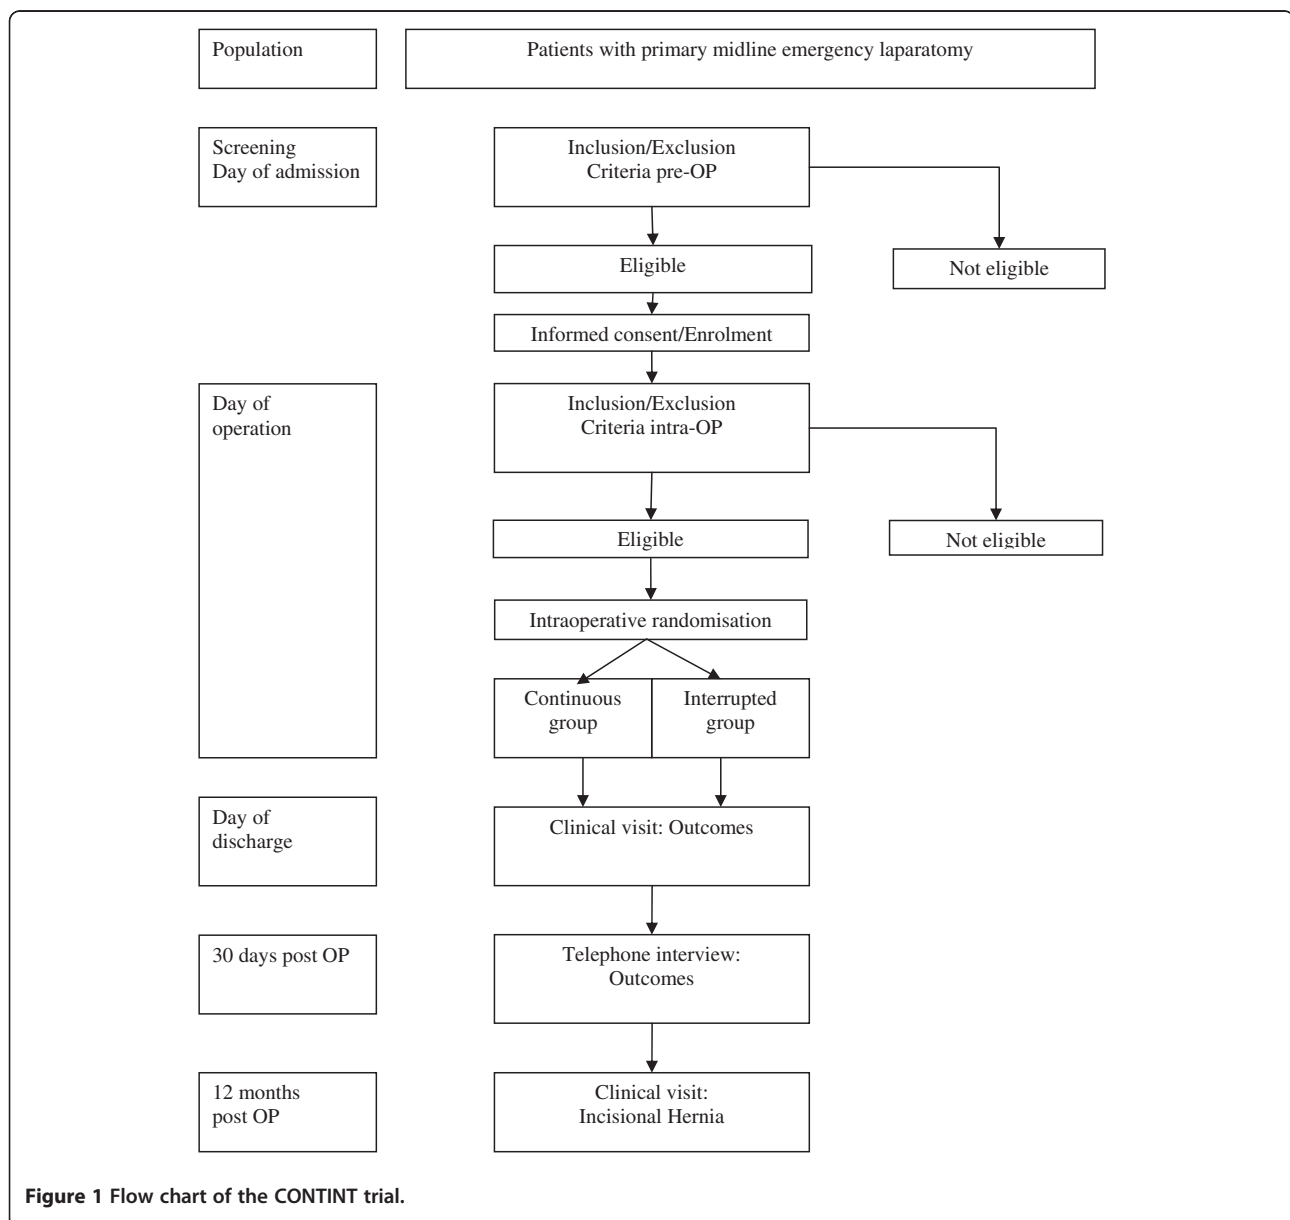 Population
Patients with primary midline emergency laparatomy
Screening
Day of admission
Inclusion/Exclusion
Criteria pre-OP
Eligible
Not eligible
Informed consent/Enrolment
Day of
operation
Inclusion/Exclusion
Criteria intra-OP
Eligible
Not eligible
Intraoperative randomisation
Continuous
group
Interrupted
group
Day of
discharge
Clinical visit: Outcomes
30 days post OP
Telephone interview:
Outcomes
12 months
post OP
Clinical visit:
Incisional Hernia
Figure 1 Flow chart of the CONTINT trial.